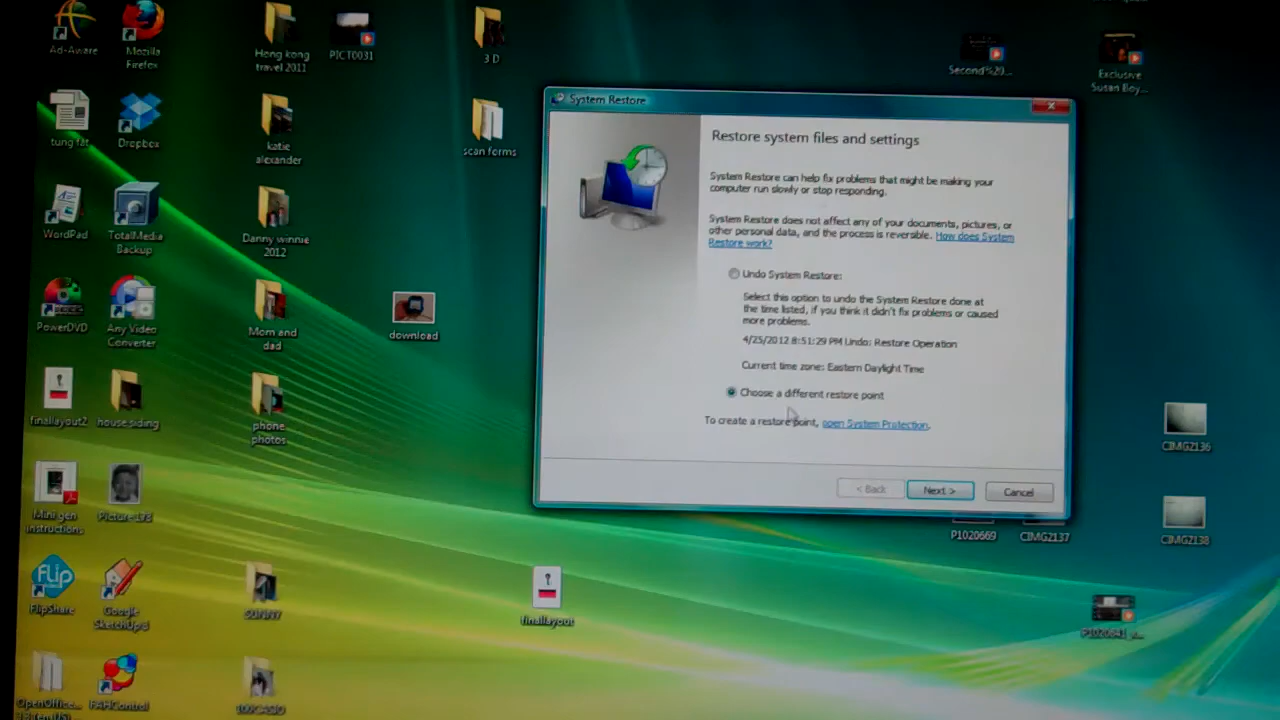 Ad-Aware
Mozilla
Firefox
Hong kong
travel 2011
PICT0031
3 D
Second%20...
Exclusive
Susan Boy...
tung fat
Dropbox
katie
alexander
scan forms
WordPad
TotalMedia
Backup
Danny winnie
2012
PowerDVD
Any Video
Converter
Mom and
dad
download
finallayout2
house siding
phone
photos
Mini gen
instructions
Picture 178
FlipShare
Google
SketchUp 8
SUNNY
finallayout
OpenOffice...
FAHControl
100CASIO
System Restore
Restore system files and settings
System Restore can help fix problems that might be making your
computer run slowly or stop responding.
System Restore does not affect any of your documents, pictures, or
other personal data, and the process is reversible. How does System
Restore work?
Undo System Restore:
Select this option to undo the System Restore done at
the time listed, if you think it didn't fix problems or caused
more problems.
4/25/2012 8:51:29 PM Undo: Restore Operation
Current time zone: Eastern Daylight Time
Choose a different restore point
To create a restore point, open System Protection.
< Back
Next >
Cancel
CIMG2136
P1020669
CIMG2137
CIMG2138